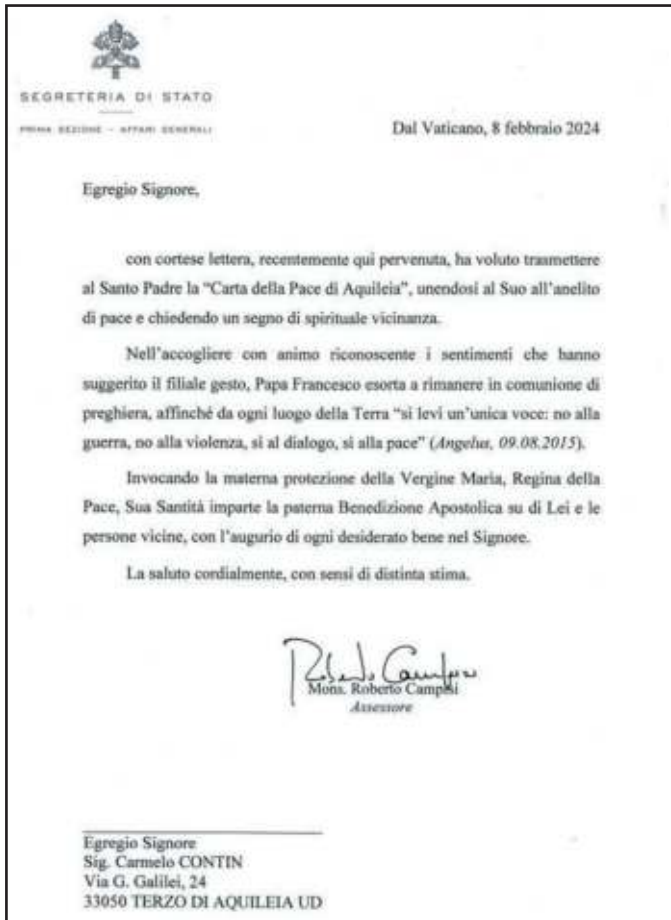 SEGRETERIA DI STATO
PRIMA SEZIONE – AFFARI GENERALI
Dal Vaticano, 8 febbraio 2024
Egregio Signore,
con cortese lettera, recentemente qui pervenuta, ha voluto trasmettere
al Santo Padre la “Carta della Pace di Aquileia”, unendosi al Suo all’anelito
di pace e chiedendo un segno di spirituale vicinanza.
Nell’accogliere con animo riconoscente i sentimenti che hanno
suggerito il filiale gesto, Papa Francesco esorta a rimanere in comunione di
preghiera, affinché da ogni luogo della Terra “si levi un’unica voce: no alla
guerra, no alla violenza, sì al dialogo, sì alla pace” (Angelus, 09.08.2015).
Invocando la materna protezione della Vergine Maria, Regina della
Pace, Sua Santità imparte la paterna Benedizione Apostolica su di Lei e le
persone vicine, con l’augurio di ogni desiderato bene nel Signore.
La saluto cordialmente, con sensi di distinta stima.
Roberto Campisi
Mons. Roberto Campisi
Assessore
Egregio Signore
Sig. Carmelo CONTIN
Via G. Galilei, 24
33050 TERZO DI AQUILEIA UD